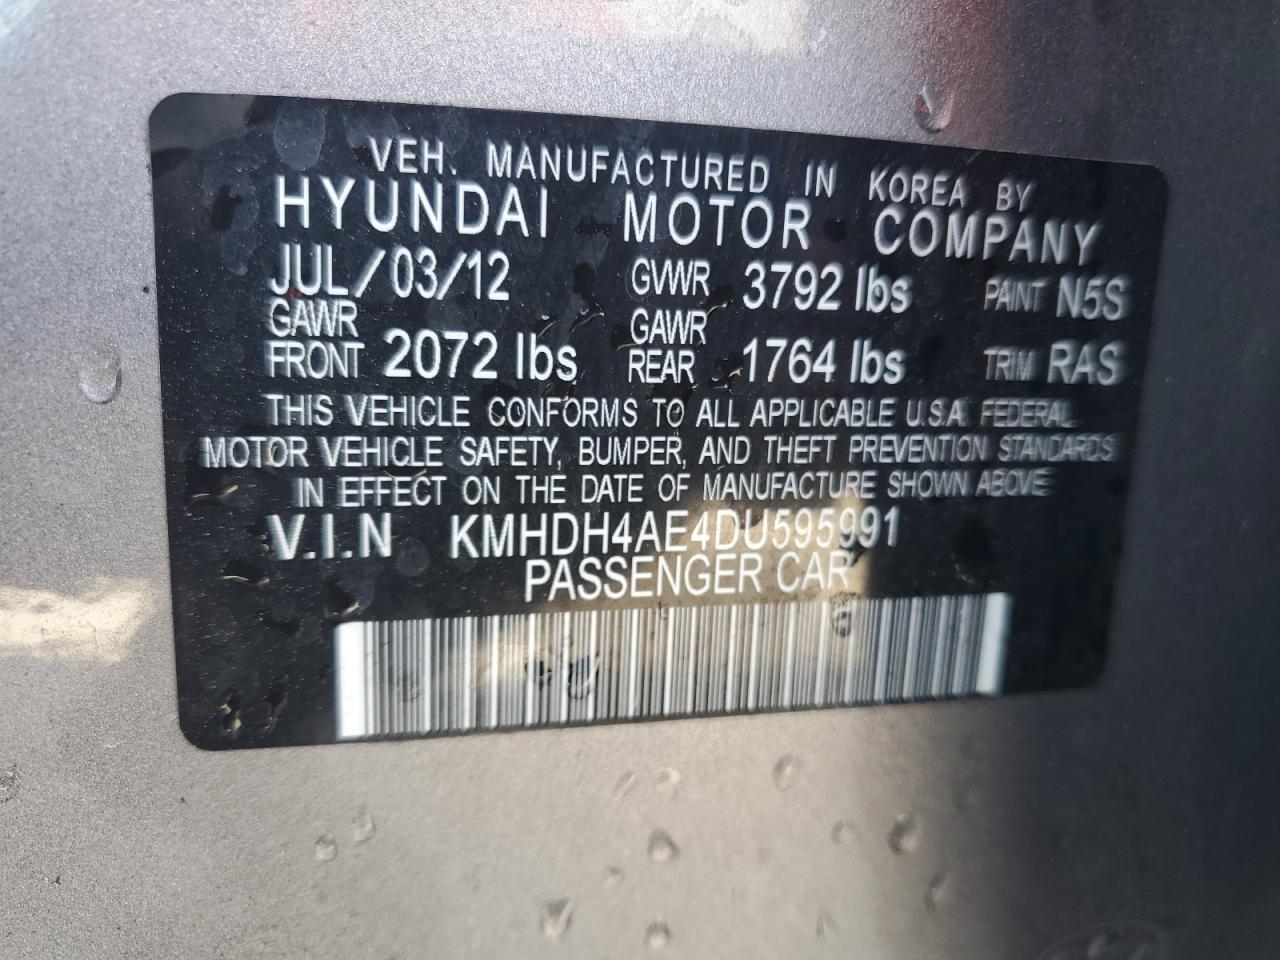 VEH. MANUFACTURED IN KOREA BY
HYUNDAI MOTOR COMPANY
JUL/03/12 GVWR 3792 lbs PAINT N5S
GAWR FRONT 2072 lbs GAWR REAR 1764 lbs TRIM RAS
THIS VEHICLE CONFORMS TO ALL APPLICABLE U.S.A. FEDERAL
MOTOR VEHICLE SAFETY, BUMPER, AND THEFT PREVENTION STANDARDS
IN EFFECT ON THE DATE OF MANUFACTURE SHOWN ABOVE
V.I.N KMHDH4AE4DU595991
PASSENGER CAR